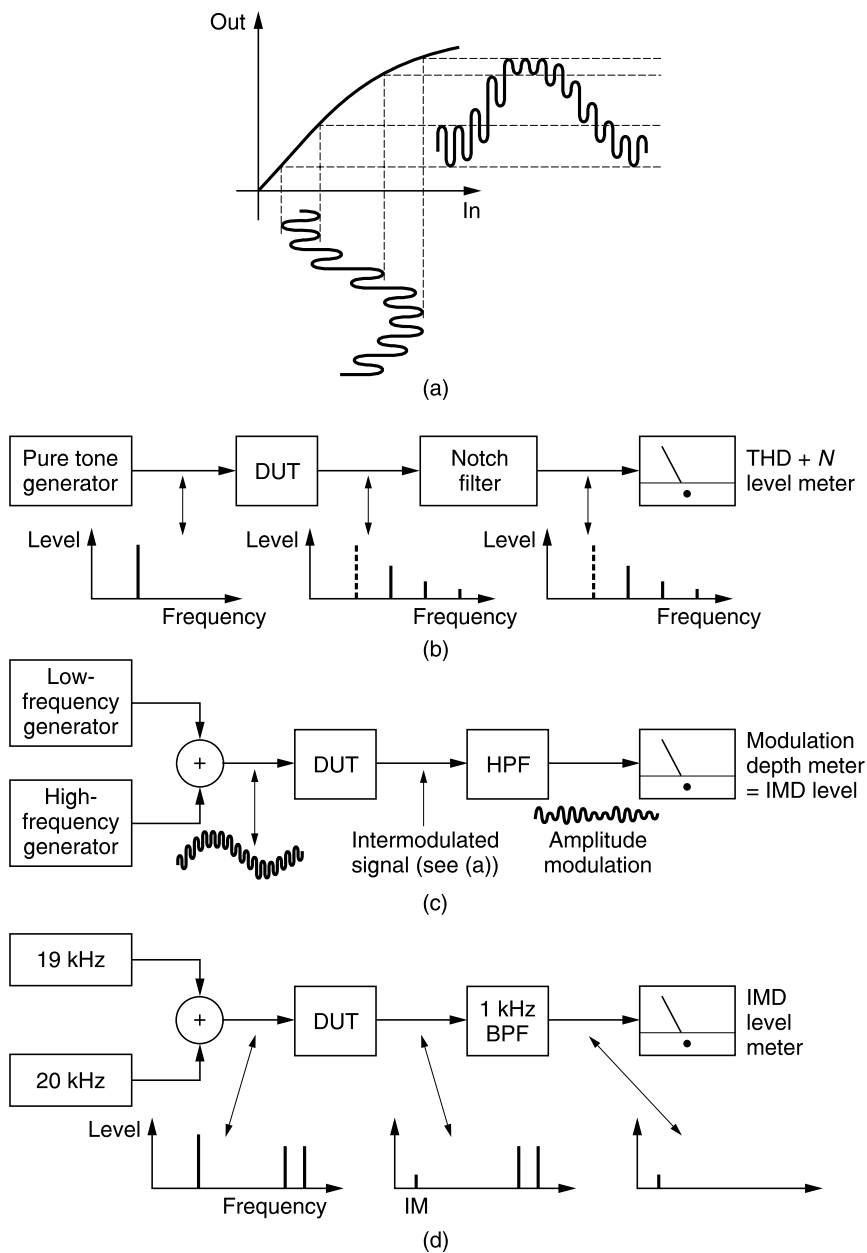 Out
In
(a)
Pure tone
generator
DUT
Notch
filter
THD + N
level meter
Level
Frequency
Level
Frequency
Level
Frequency
(b)
Low-
frequency
generator
High-
frequency
generator
+
DUT
HPF
Modulation
depth meter
= IMD level
Intermodulated
signal (see (a))
Amplitude
modulation
(c)
19 kHz
20 kHz
+
DUT
1 kHz
BPF
IMD
level
meter
Level
Frequency
IM
(d)